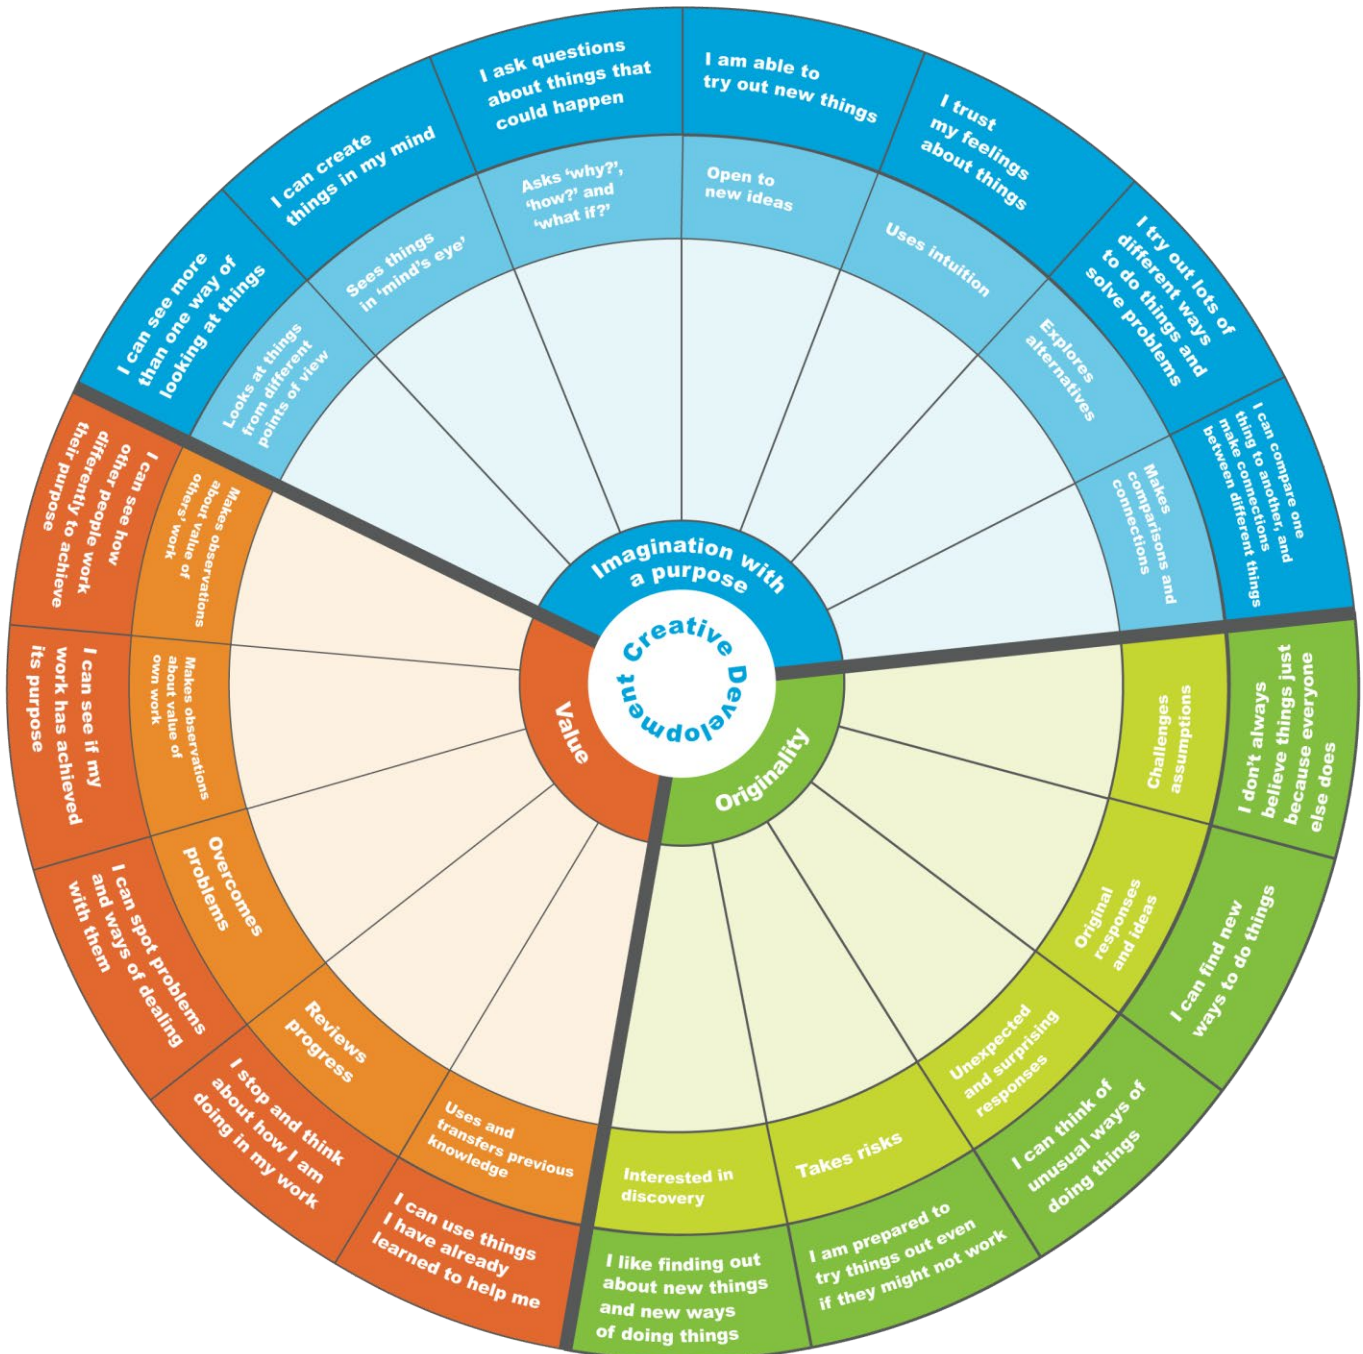 Creative Development
Imagination with
a purpose
I can see more
than one way of
looking at things
Looks at things
from different
points of view
I can create
things in my mind
Sees things
in ‘mind’s eye’
I ask questions
about things that
could happen
Asks ‘why?’,
‘how?’ and
‘what if?’
I am able to
try out new things
Open to
new ideas
I trust
my feelings
about things
Uses intuition
I try out lots of
different ways
to do things and
solve problems
Explores
alternatives
I can compare one
thing to another, and
make connections
between different things
Makes
comparisons and
connections
Originality
I don't always
believe things just
because everyone
else does
Challenges
assumptions
I can find new
ways to do things
Original
responses
and ideas
I can think of
unusual ways of
doing things
Unexpected
and surprising
responses
I am prepared to
try things out even
if they might not work
Takes risks
I like finding out
about new things
and new ways
of doing things
Interested in
discovery
Value
I can use things
I have already
learned to help me
Uses and
transfers previous
knowledge
I stop and think
about how I am
doing in my work
Reviews
progress
I can spot problems
and ways of dealing
with them
Overcomes
problems
I can see if my
work has achieved
its purpose
Makes observations
about value of
own work
I can see how
other people work
differently to achieve
their purpose
Makes observations
about value of
others’ work